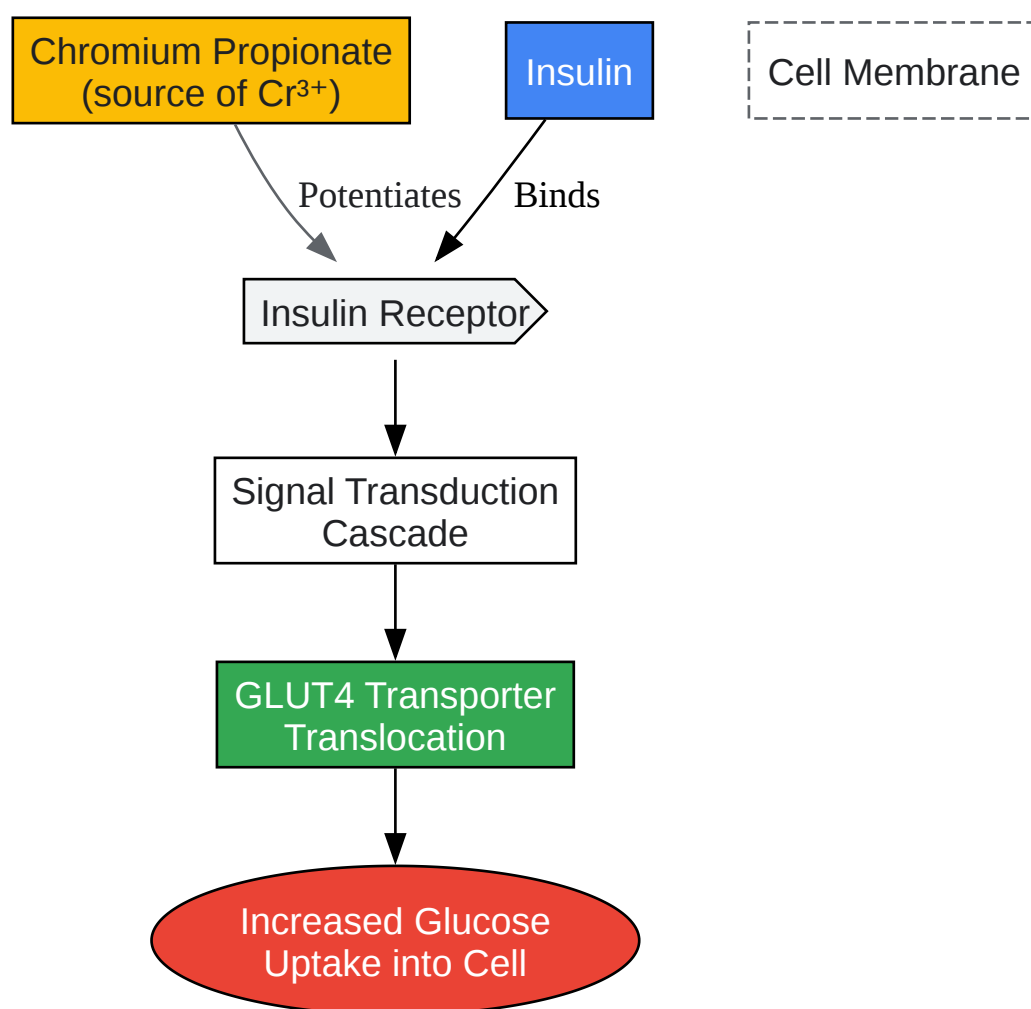 Chromium Propionate
(source of Cr³⁺)
Insulin
Cell Membrane
Potentiates
Binds
Insulin Receptor
Signal Transduction
Cascade
GLUT4 Transporter
Translocation
Increased Glucose
Uptake into Cell